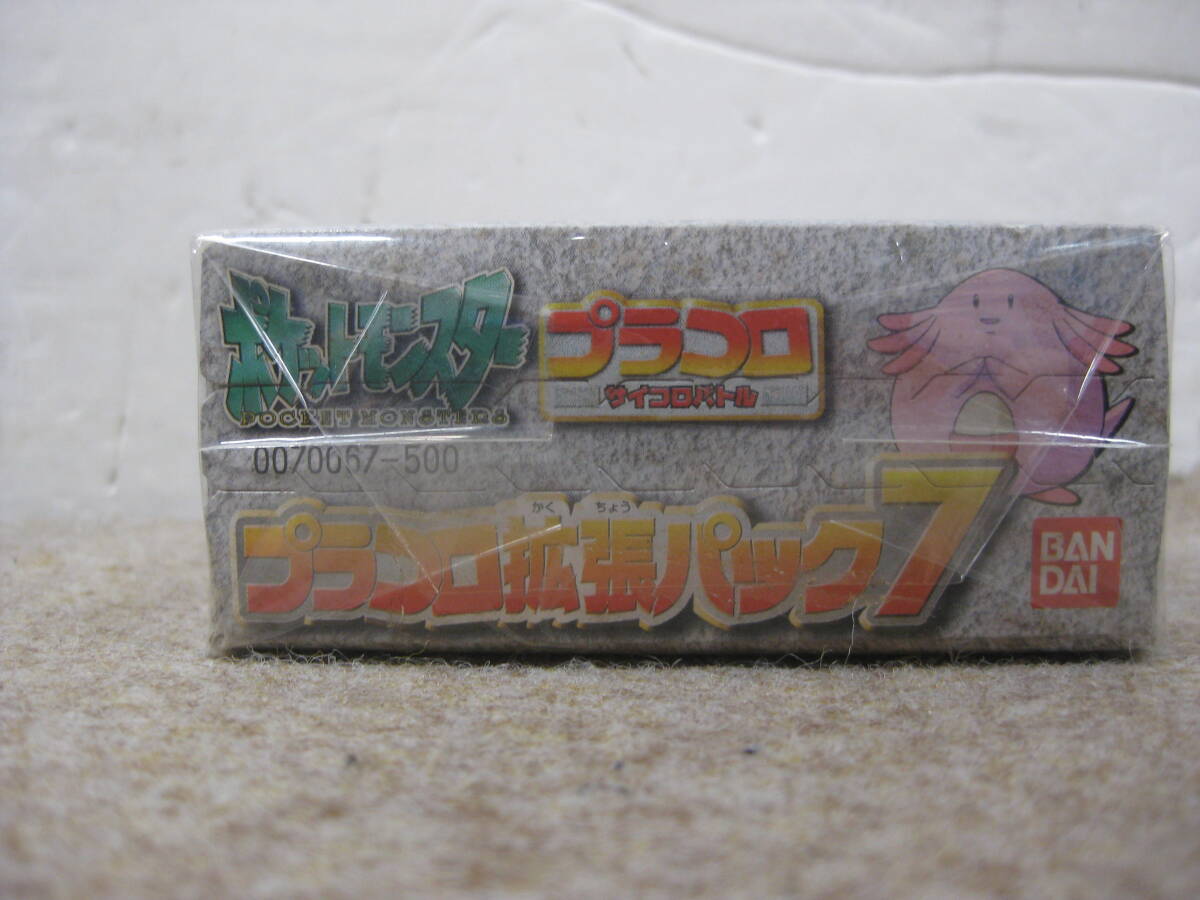 ポケットモンスター
POCKET MONSTERS
プラコロ
サイコロバトル
0070067-500
かく ちょう
プラコロ拡張パック7
BAN
DAI